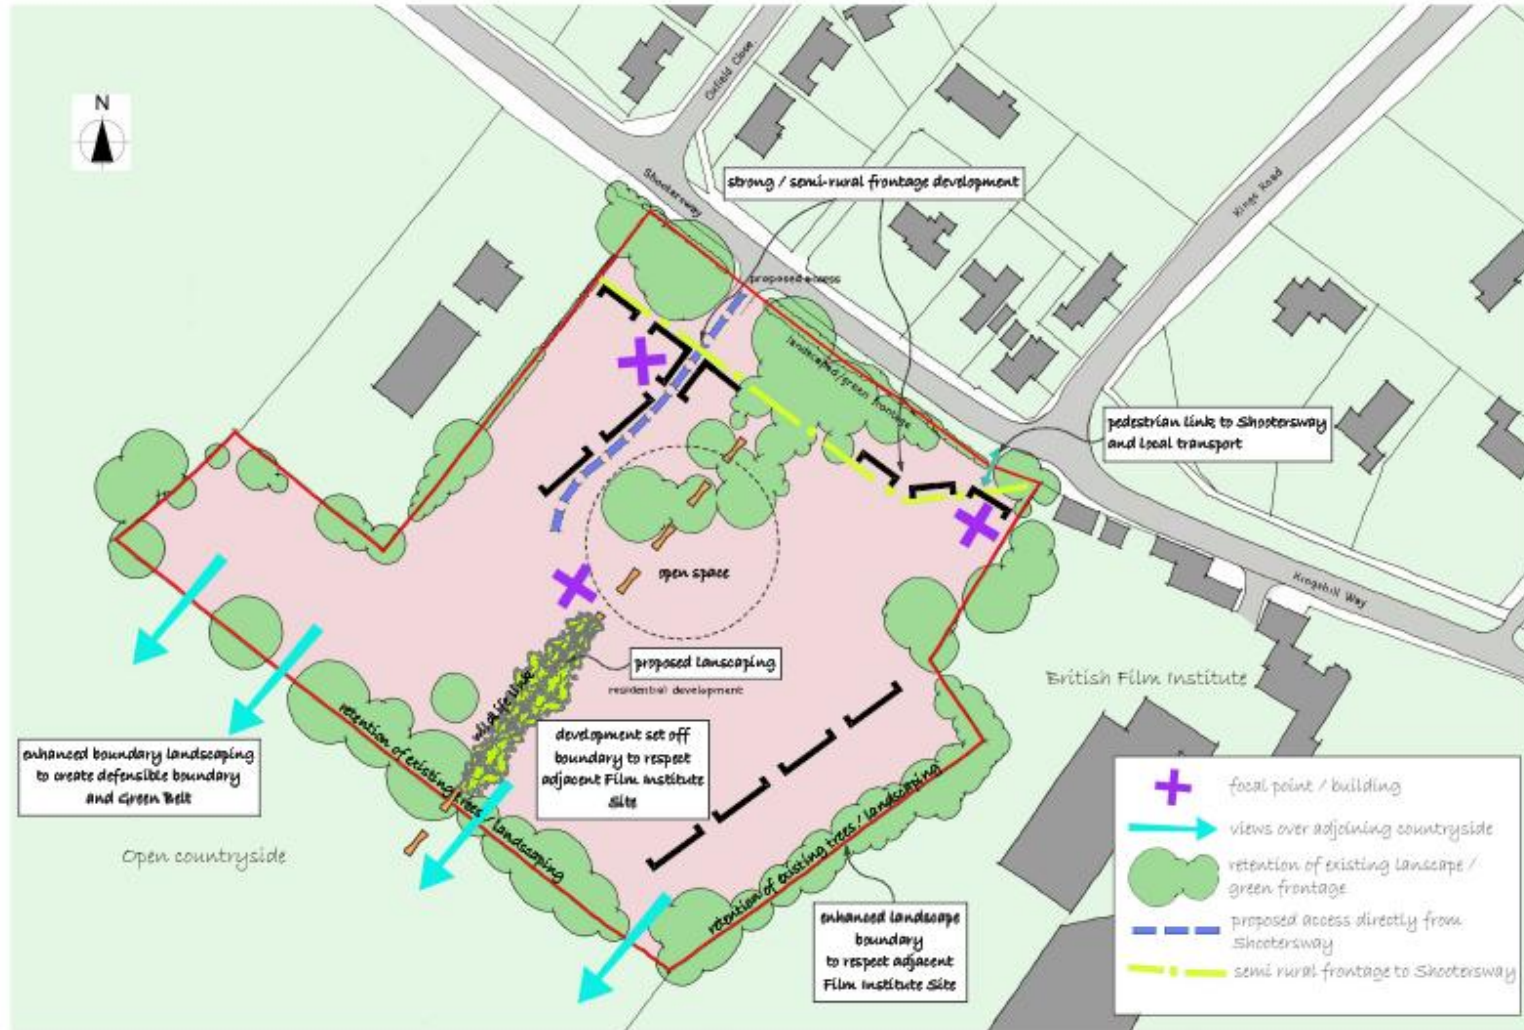 N
Oxfield Close
Shootersway
Kings Road
strong / semi-rural frontage development
proposed access
landscaped/green frontage
pedestrian link to Shootersway
and local transport
open space
Kingshill Way
proposed lanscaping
residential development
wildlife link
British Film Institute
retention of existing trees / landscaping
development set off
boundary to respect
adjacent Film Institute
Site
enhanced boundary landscaping
to create defensible boundary
and Green Belt
Open countryside
retention of existing trees / landscaping
enhanced landscape
boundary
to respect adjacent
Film Institute Site
focal point / building
views over adjoining countryside
retention of existing lanscape /
green frontage
proposed access directly from
Shootersway
semi rural frontage to Shootersway